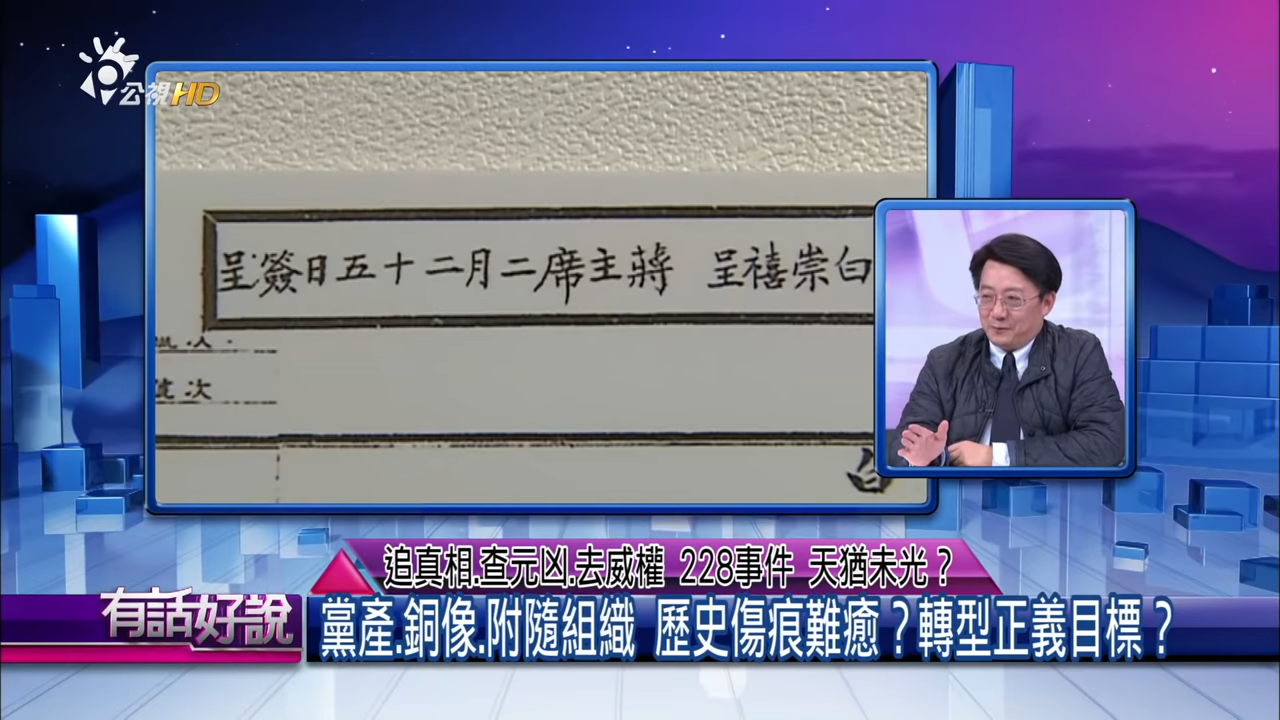 公視HD
白崇禧呈 蔣主席二月二十五日簽呈
次號
白
追真相.查元凶.去威權 228事件 天猶未光？
有話好說
黨產.銅像.附隨組織 歷史傷痕難癒？轉型正義目標？